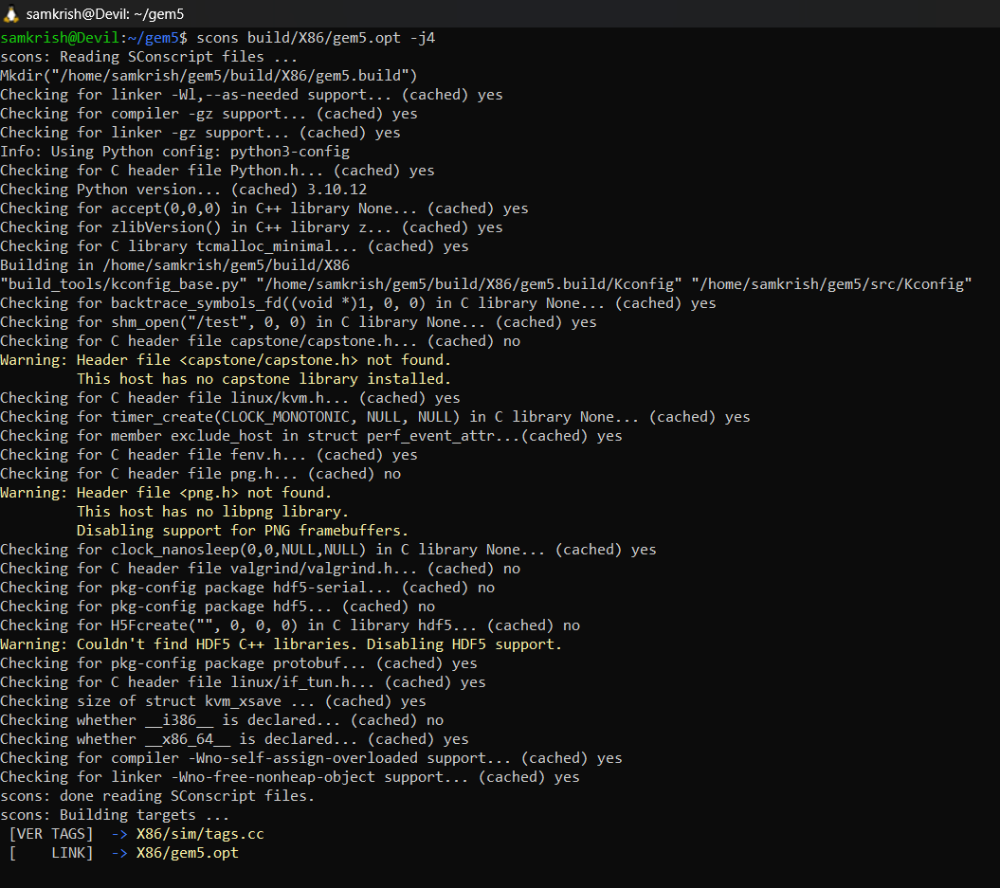 samkrish@Devil: ~/gem5
samkrish@Devil:~/gem5$ scons build/X86/gem5.opt -j4
scons: Reading SConscript files ...
Mkdir("/home/samkrish/gem5/build/X86/gem5.build")
Checking for linker -Wl,--as-needed support... (cached) yes
Checking for compiler -gz support... (cached) yes
Checking for linker -gz support... (cached) yes
Info: Using Python config: python3-config
Checking for C header file Python.h... (cached) yes
Checking Python version... (cached) 3.10.12
Checking for accept(0,0,0) in C++ library None... (cached) yes
Checking for zlibVersion() in C++ library z... (cached) yes
Checking for C library tcmalloc_minimal... (cached) yes
Building in /home/samkrish/gem5/build/X86
"build_tools/kconfig_base.py" "/home/samkrish/gem5/build/X86/gem5.build/Kconfig" "/home/samkrish/gem5/src/Kconfig"
Checking for backtrace_symbols_fd((void *)1, 0, 0) in C library None... (cached) yes
Checking for shm_open("/test", 0, 0) in C library None... (cached) yes
Checking for C header file capstone/capstone.h... (cached) no
Warning: Header file <capstone/capstone.h> not found.
         This host has no capstone library installed.
Checking for C header file linux/kvm.h... (cached) yes
Checking for timer_create(CLOCK_MONOTONIC, NULL, NULL) in C library None... (cached) yes
Checking for member exclude_host in struct perf_event_attr...(cached) yes
Checking for C header file fenv.h... (cached) yes
Checking for C header file png.h... (cached) no
Warning: Header file <png.h> not found.
         This host has no libpng library.
         Disabling support for PNG framebuffers.
Checking for clock_nanosleep(0,0,NULL,NULL) in C library None... (cached) yes
Checking for C header file valgrind/valgrind.h... (cached) no
Checking for pkg-config package hdf5-serial... (cached) no
Checking for pkg-config package hdf5... (cached) no
Checking for H5Fcreate("", 0, 0, 0) in C library hdf5... (cached) no
Warning: Couldn't find HDF5 C++ libraries. Disabling HDF5 support.
Checking for pkg-config package protobuf... (cached) yes
Checking for C header file linux/if_tun.h... (cached) yes
Checking size of struct kvm_xsave ... (cached) yes
Checking whether __i386__ is declared... (cached) no
Checking whether __x86_64__ is declared... (cached) yes
Checking for compiler -Wno-self-assign-overloaded support... (cached) yes
Checking for linker -Wno-free-nonheap-object support... (cached) yes
scons: done reading SConscript files.
scons: Building targets ...
 [VER TAGS]  -> X86/sim/tags.cc
 [    LINK]  -> X86/gem5.opt